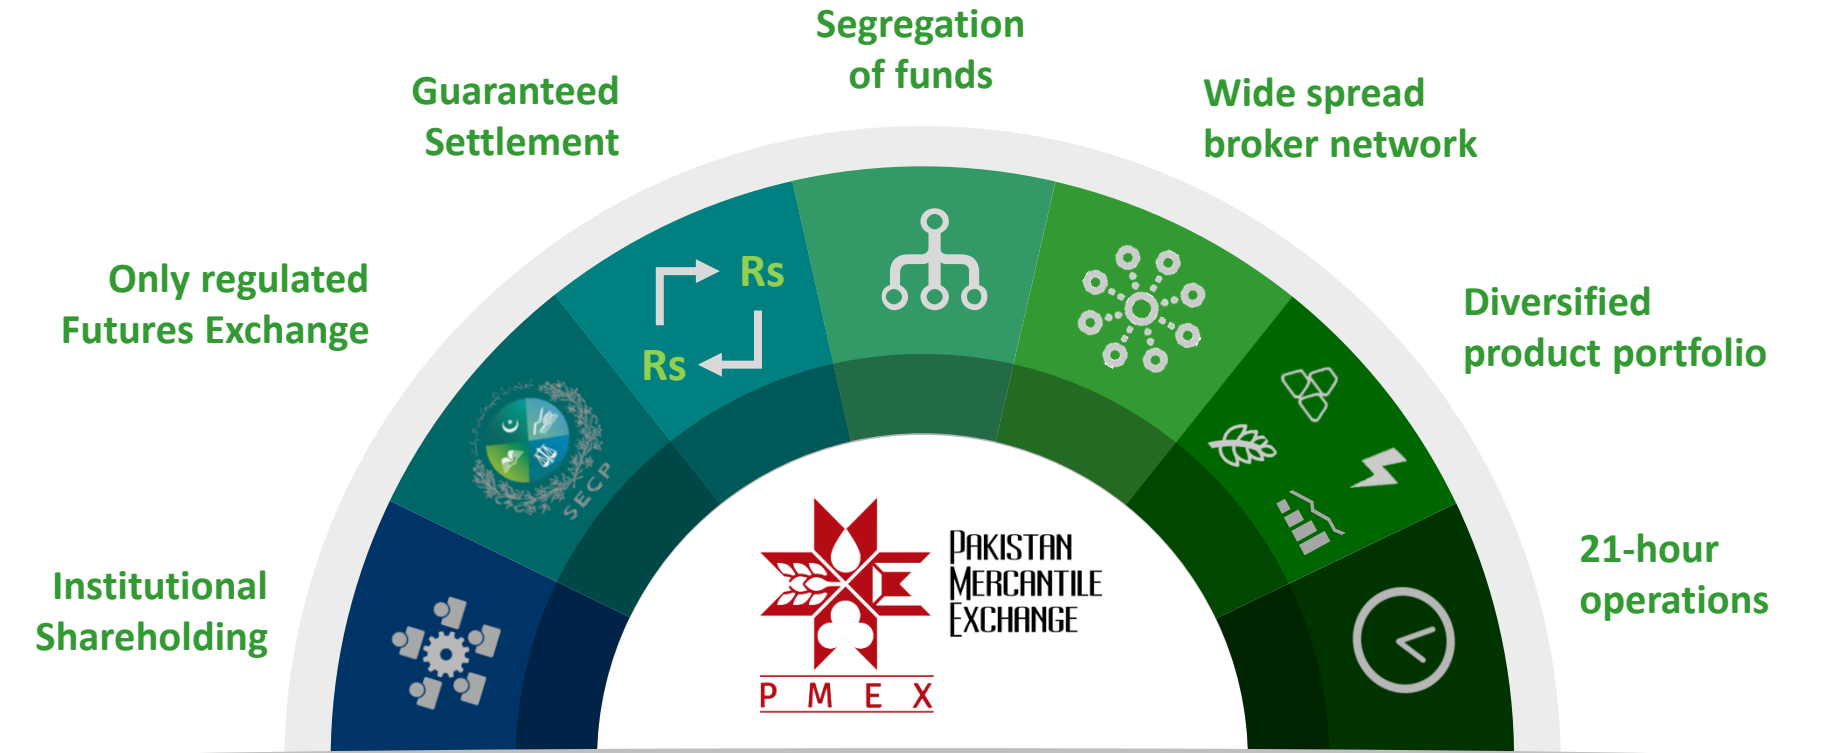 Segregation
of funds
Guaranteed
Settlement
Wide spread
broker network
Only regulated
Futures Exchange
Diversified
product portfolio
Institutional
Shareholding
21-hour
operations
Rs
Rs
SECP
PAKISTAN
MERCANTILE
EXCHANGE
PMEX